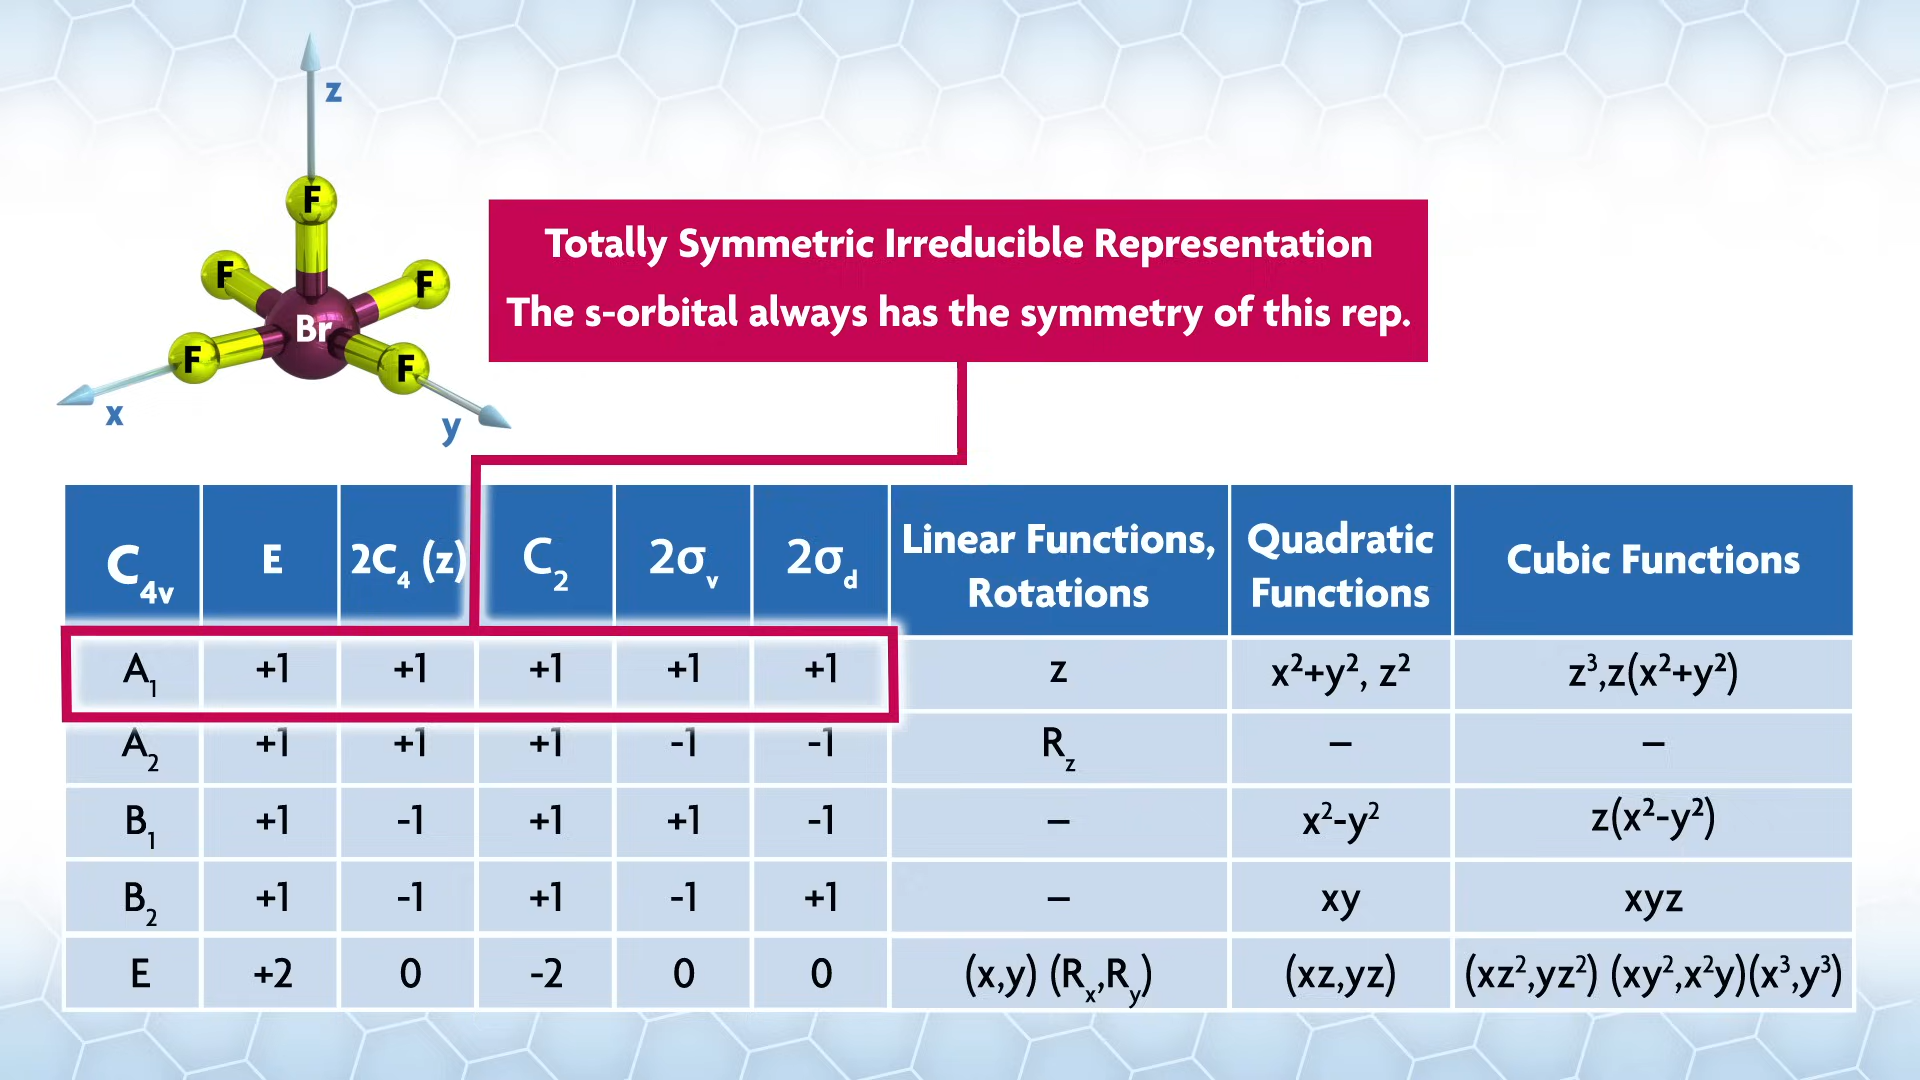 z
F
F
F
Br
F
F
x
y
Totally Symmetric Irreducible Representation
The s-orbital always has the symmetry of this rep.
C₄ᵥ E 2C₄ (z) C₂ 2σᵥ 2σ_d Linear Functions, Rotations Quadratic Functions Cubic Functions
A₁ +1 +1 +1 +1 +1 z x²+y², z² z³,z(x²+y²)
A₂ +1 +1 +1 -1 -1 R_z – –
B₁ +1 -1 +1 +1 -1 – x²-y² z(x²-y²)
B₂ +1 -1 +1 -1 +1 – xy xyz
E +2 0 -2 0 0 (x,y) (Rₓ,R_y) (xz,yz) (xz²,yz²) (xy²,x²y)(x³,y³)